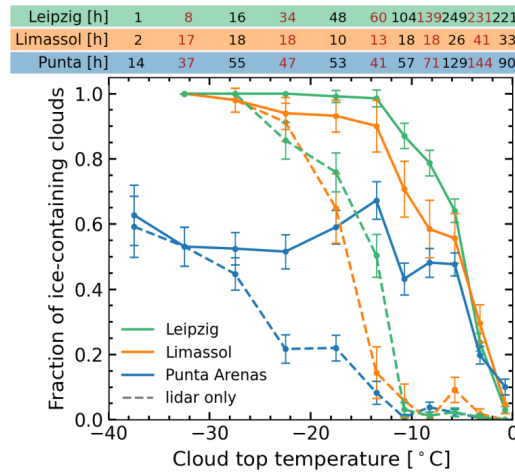 Leipzig [h] 1 8 16 34 48 60 104 139 249 231 221
Limassol [h] 2 17 18 18 10 13 18 18 26 41 33
Punta [h] 14 37 55 47 53 41 57 71 129 144 90
1.0
0.8
0.6
0.4
0.2
0.0
Fraction of ice-containing clouds
Leipzig
Limassol
Punta Arenas
lidar only
−40 −30 −20 −10 0
Cloud top temperature [°C]